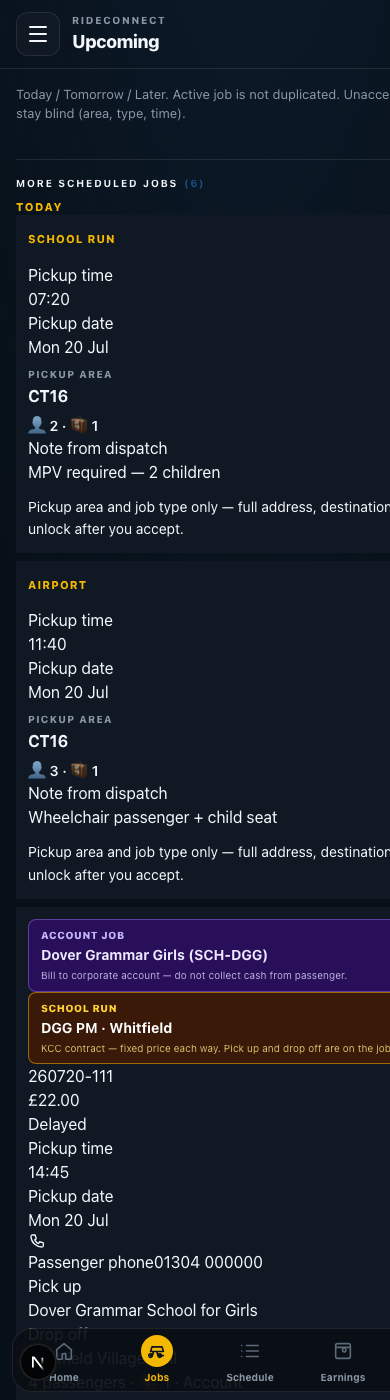 RIDECONNECT
Upcoming
Today / Tomorrow / Later. Active job is not duplicated.
stay blind (area, type, time).
MORE SCHEDULED JOBS (6)
TODAY
SCHOOL RUN
Pickup time
07:20
Pickup date
Mon 20 Jul
PICKUP AREA
CT16
2 · 1
Note from dispatch
MPV required — 2 children
Pickup area and job type only — full address, destination
unlock after you accept.
AIRPORT
Pickup time
11:40
Pickup date
Mon 20 Jul
PICKUP AREA
CT16
3 · 1
Note from dispatch
Wheelchair passenger + child seat
Pickup area and job type only — full address, destination
unlock after you accept.
ACCOUNT JOB
Dover Grammar Girls (SCH-DGG)
Bill to corporate account — do not collect cash from passenger.
SCHOOL RUN
DGG PM · Whitfield
KCC contract — fixed price each way. Pick up and drop off are on the job
260720-111
£22.00
Delayed
Pickup time
14:45
Pickup date
Mon 20 Jul
Passenger phone01304 000000
Pick up
Dover Grammar School for Girls
Drop off
N
Home
Jobs
Schedule
Earnings